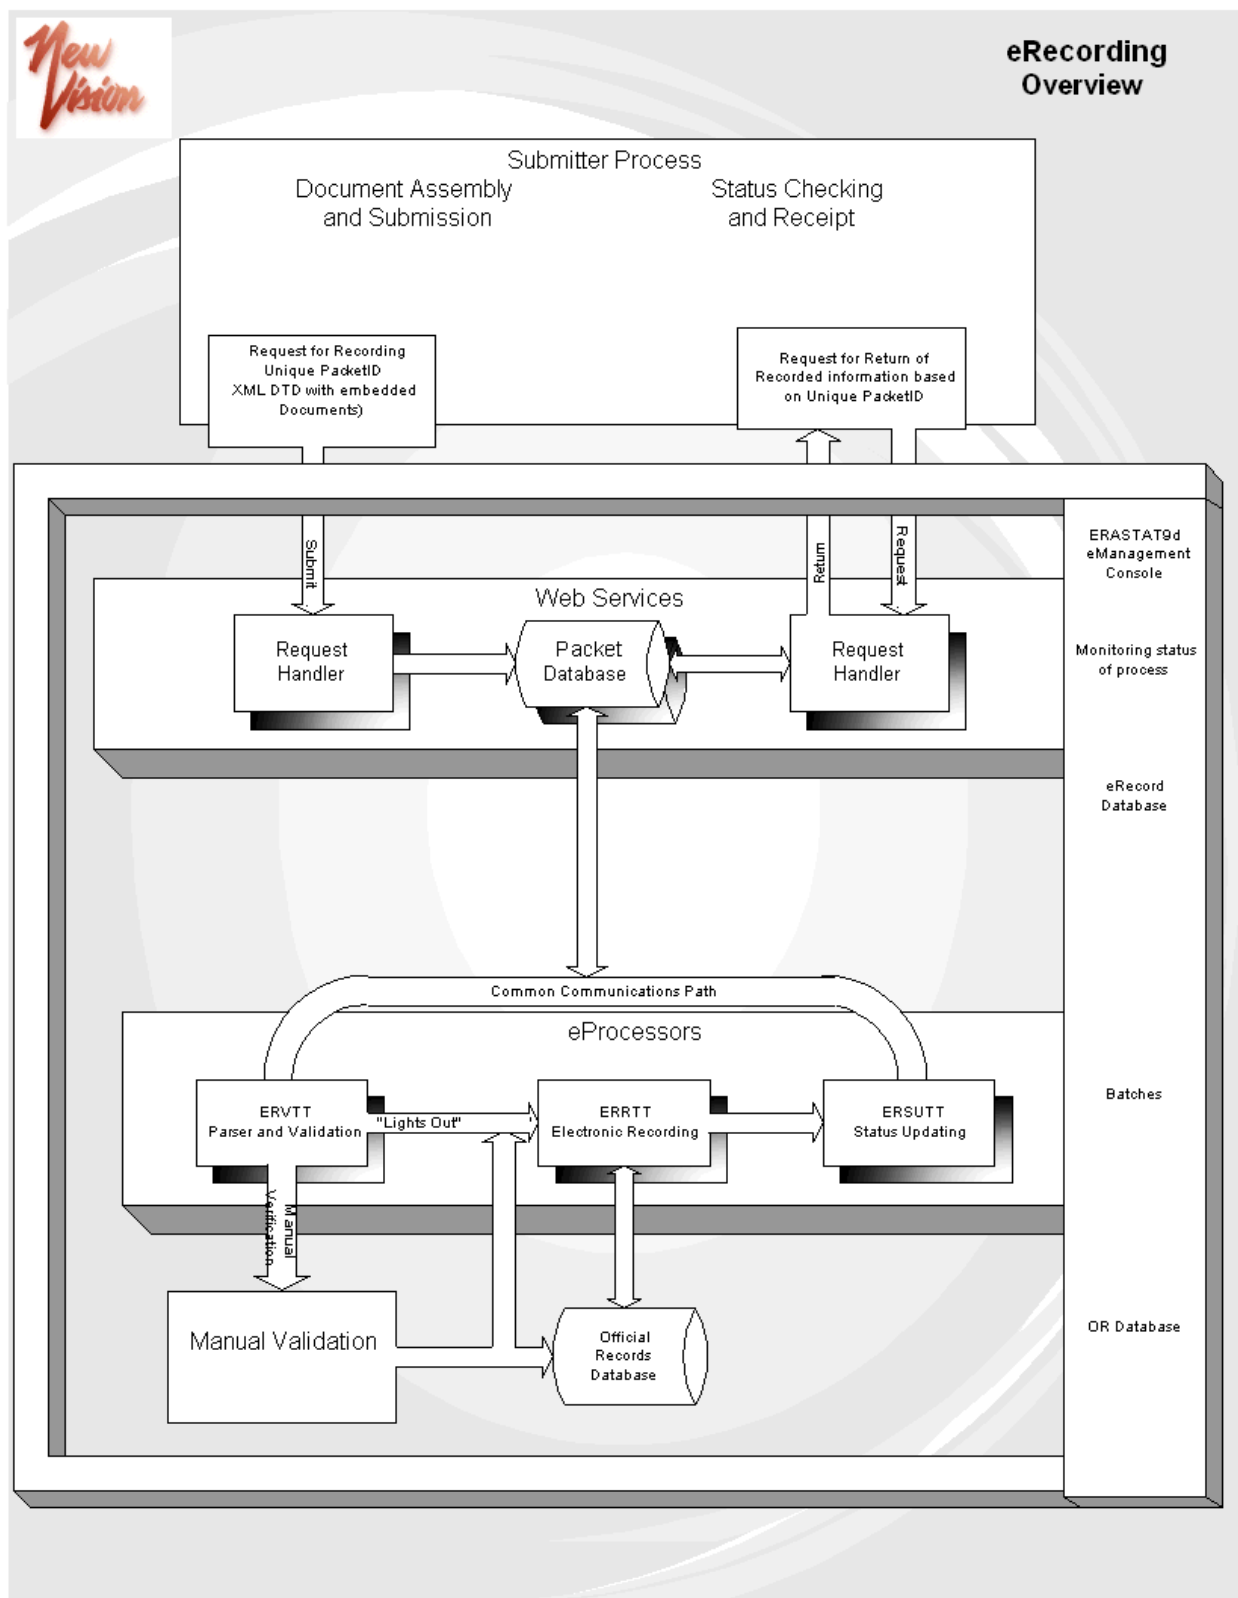 New
Vision
eRecording
Overview
Submitter Process
Document Assembly
and Submission
Status Checking
and Receipt
Request for Recording
Unique PacketID
XML DTD with embedded
Documents)
Request for Return of
Recorded information based
on Unique PacketID
Submit
Return
Request
ERASTAT9d
eManagement
Console
Web Services
Request
Handler
Packet
Database
Request
Handler
Monitoring status
of process
eRecord
Database
Common Communications Path
eProcessors
ERVTT
Parser and Validation
"Lights Out"
ERRTT
Electronic Recording
ERSUTT
Status Updating
Batches
Manual
Verification
Manual Validation
Official
Records
Database
OR Database